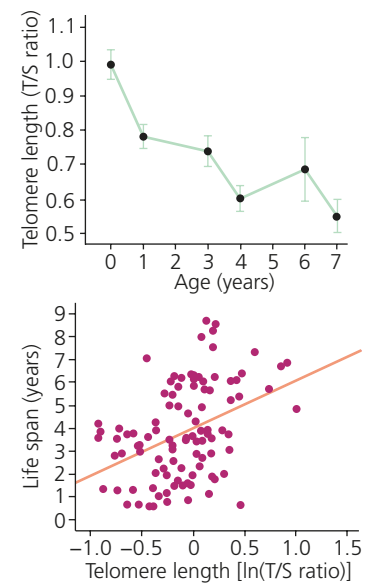 Telomere length (T/S ratio)
1.1
1.0
0.9
0.8
0.7
0.6
0.5
0 1 2 3 4 5 6 7
Age (years)
Life span (years)
9
8
7
6
5
4
3
2
1
0
−1.0 −0.5 0 0.5 1.0 1.5
Telomere length [ln(T/S ratio)]